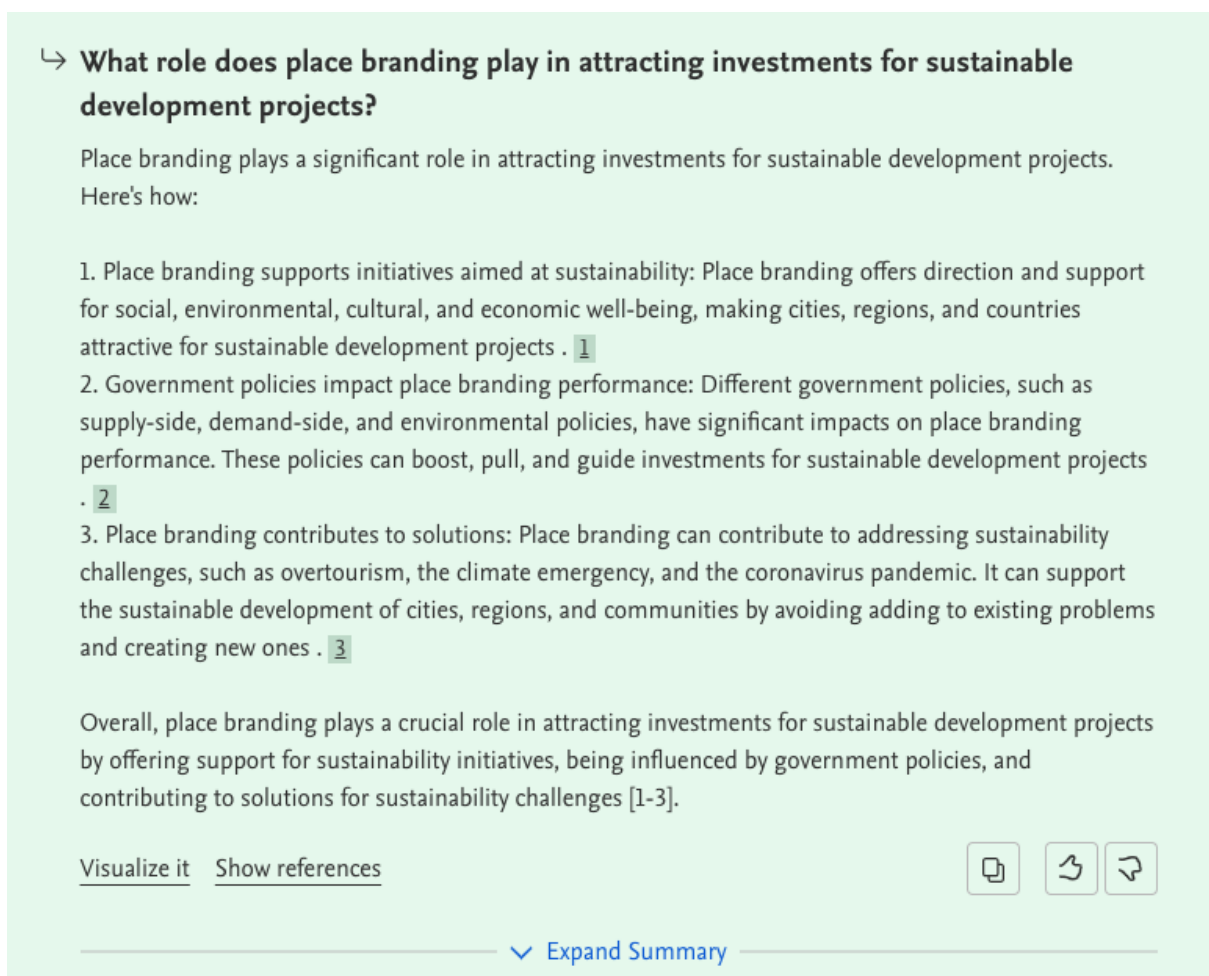 What role does place branding play in attracting investments for sustainable
development projects?
Place branding plays a significant role in attracting investments for sustainable development projects.
Here's how:
1. Place branding supports initiatives aimed at sustainability: Place branding offers direction and support
for social, environmental, cultural, and economic well-being, making cities, regions, and countries
attractive for sustainable development projects . 1
2. Government policies impact place branding performance: Different government policies, such as
supply-side, demand-side, and environmental policies, have significant impacts on place branding
performance. These policies can boost, pull, and guide investments for sustainable development projects
. 2
3. Place branding contributes to solutions: Place branding can contribute to addressing sustainability
challenges, such as overtourism, the climate emergency, and the coronavirus pandemic. It can support
the sustainable development of cities, regions, and communities by avoiding adding to existing problems
and creating new ones . 3
Overall, place branding plays a crucial role in attracting investments for sustainable development projects
by offering support for sustainability initiatives, being influenced by government policies, and
contributing to solutions for sustainability challenges [1-3].
Visualize it Show references
Expand Summary